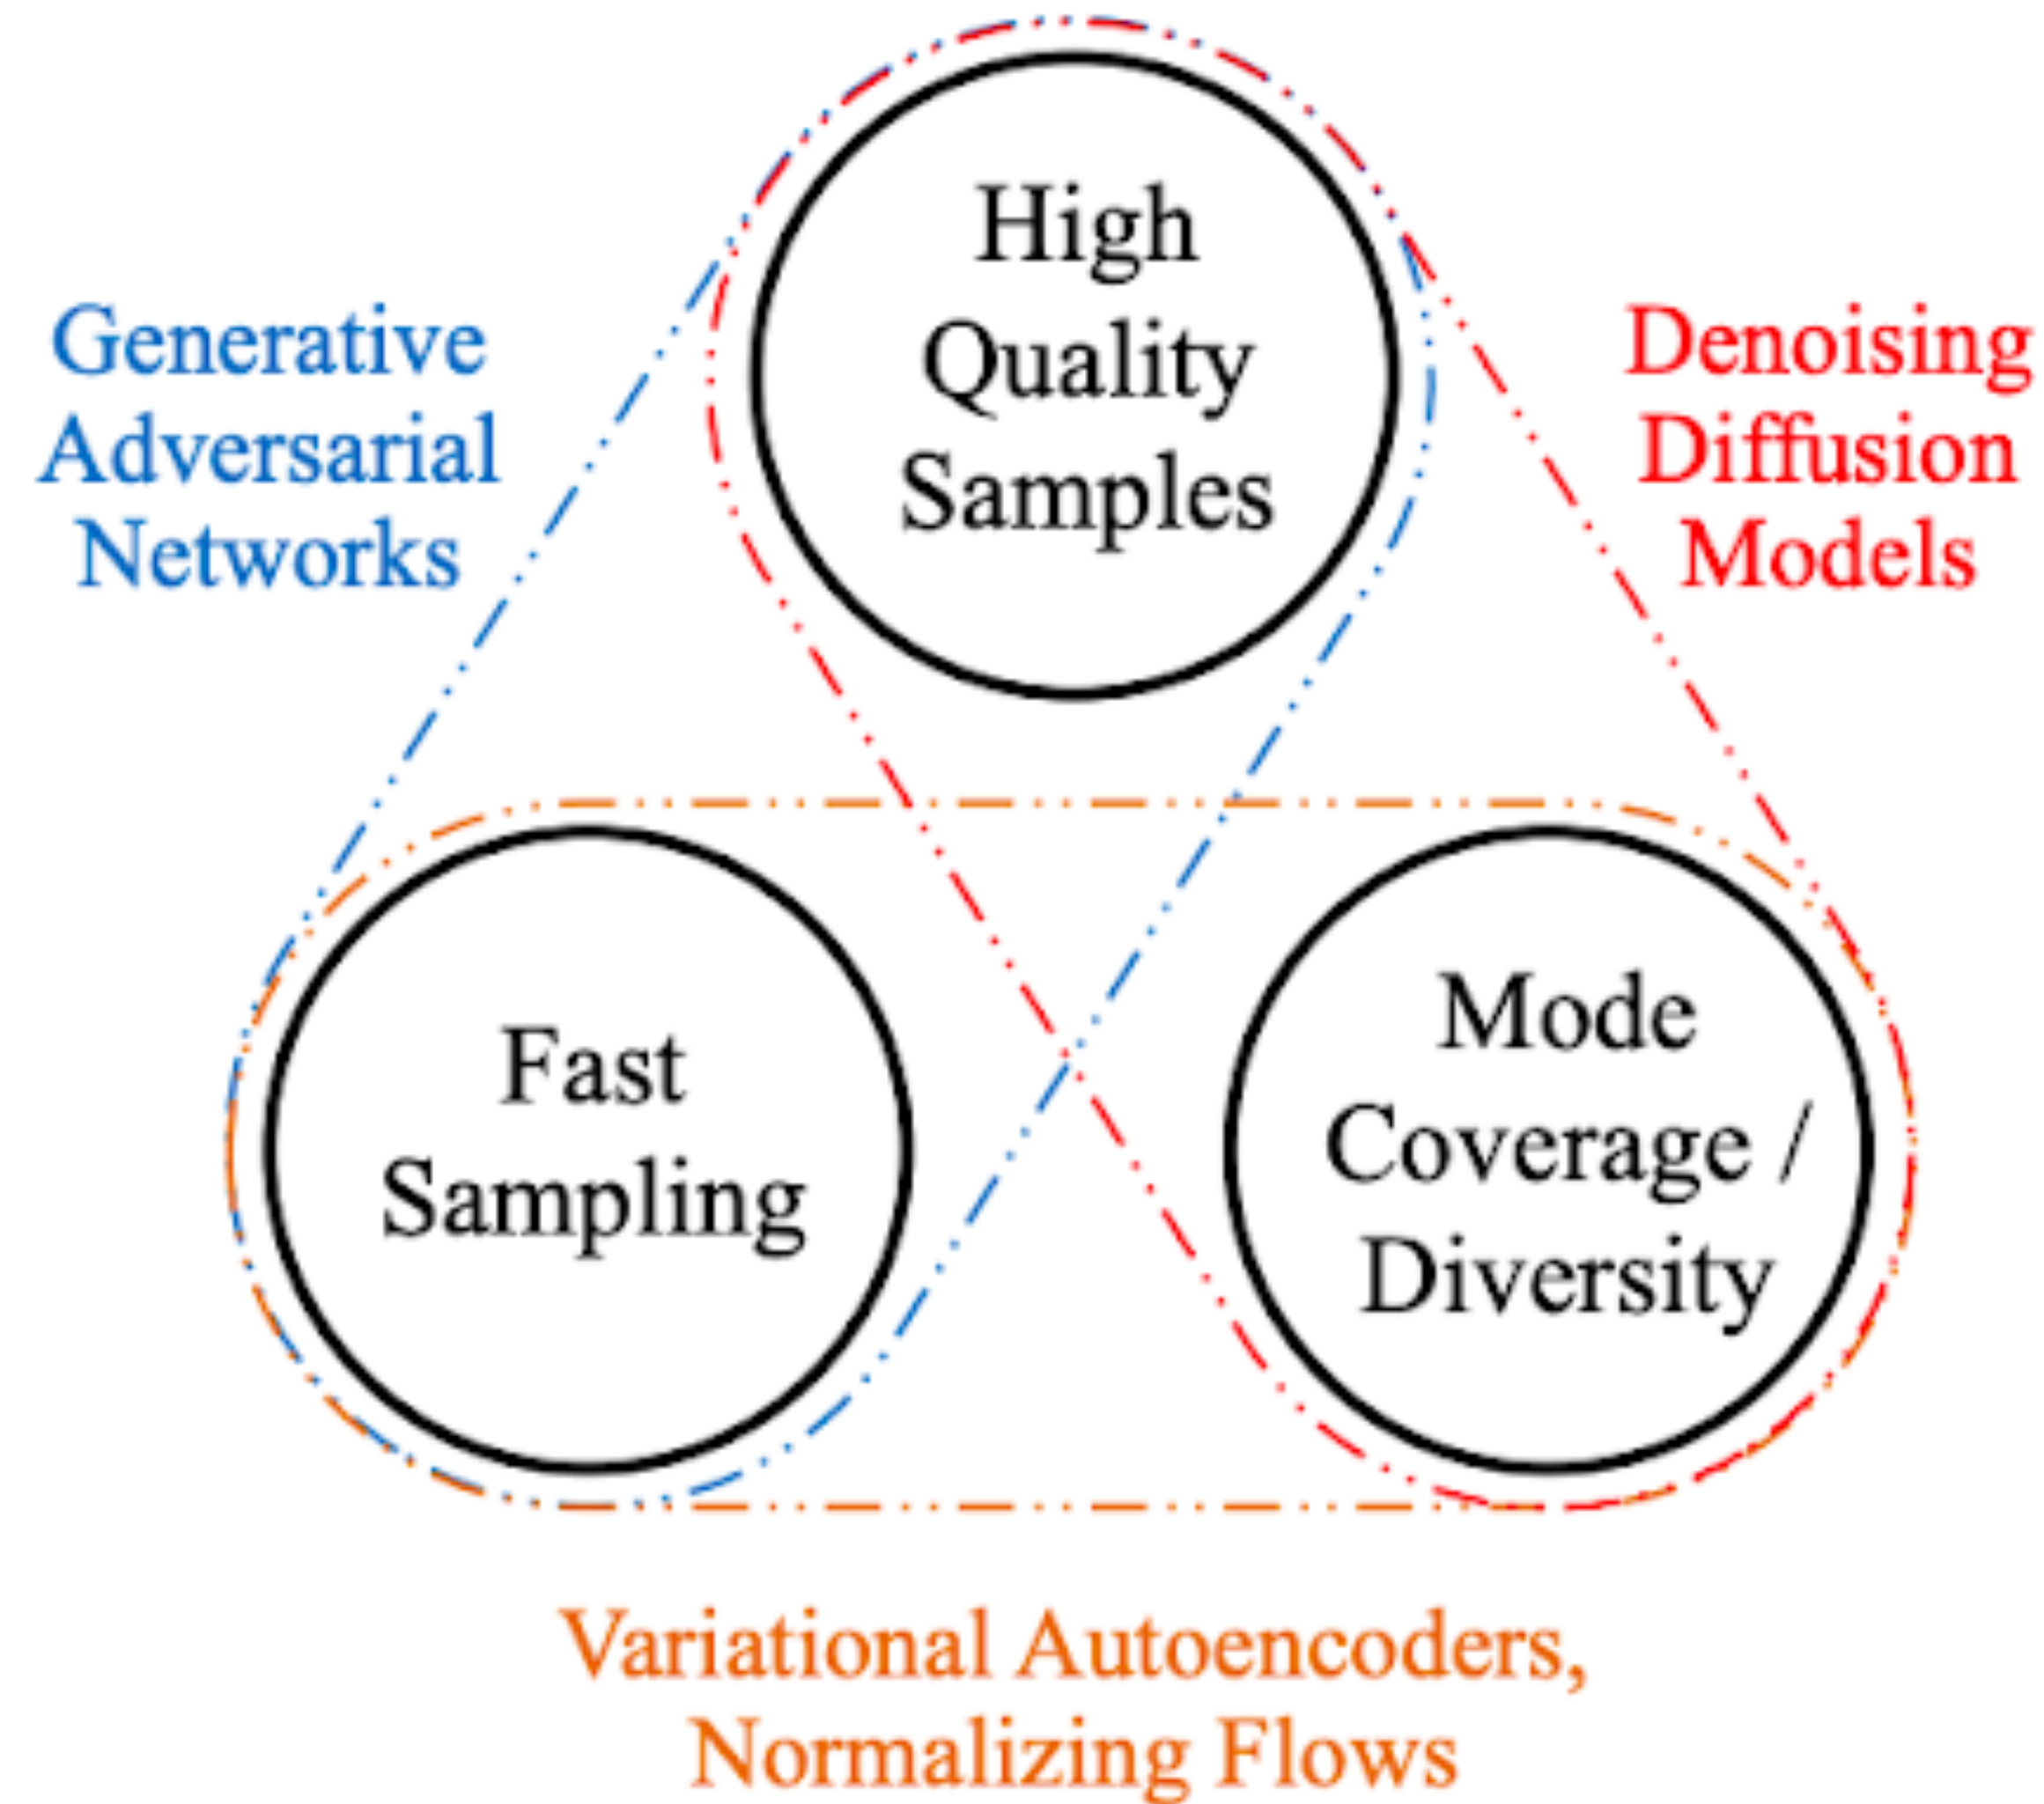 High
Quality
Samples
Generative
Adversarial
Networks
Denoising
Diffusion
Models
Fast
Sampling
Mode
Coverage /
Diversity
Variational Autoencoders,
Normalizing Flows